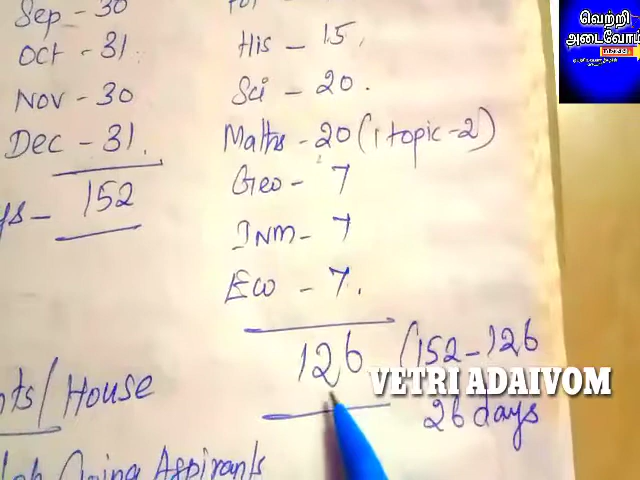 Sep - 30
Oct - 31
Nov - 30
Dec - 31.
152
His - 15.
Sci - 20.
Maths - 20 (1 topic - 2)
Geo - 7
INM - 7
Eco - 7.
126 (152 - 126
26 days
/ House
Going Aspirants
வெற்றி
அடைவோம்
VETRI ADAIVOM